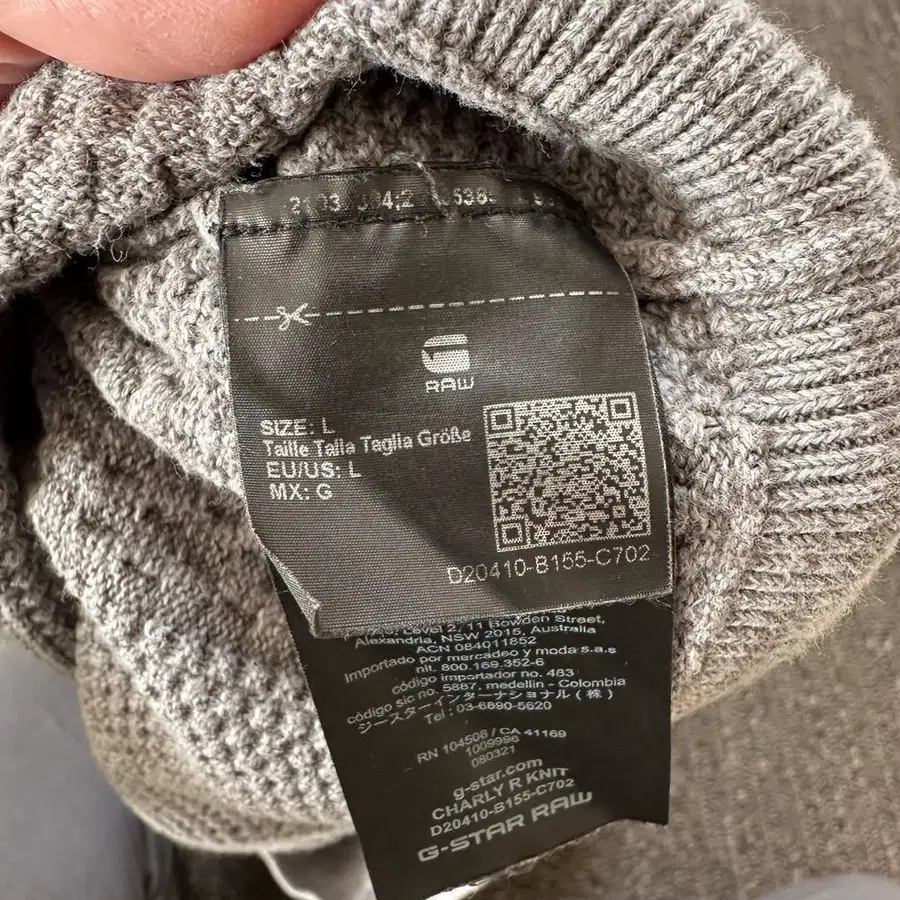 RAW
SIZE: L
Taille Talla Taglia Größe
EU/US: L
MX: G
D20410-B155-C702
Level 2/11 Bowden Street,
Alexandria, NSW 2015, Australia
ACN 084011852
Importado por mercadeo y moda s.a.s
nit. 800.169.352-6
código importador no. 483
código sic no. 5887, medellin - Colombia
ジースターインターナショナル(株)
Tel:03-6690-5620
RN 104506 / CA 41169
1009996
080321
g-star.com
CHARLY R KNIT
D20410-B155-C702
G-STAR RAW